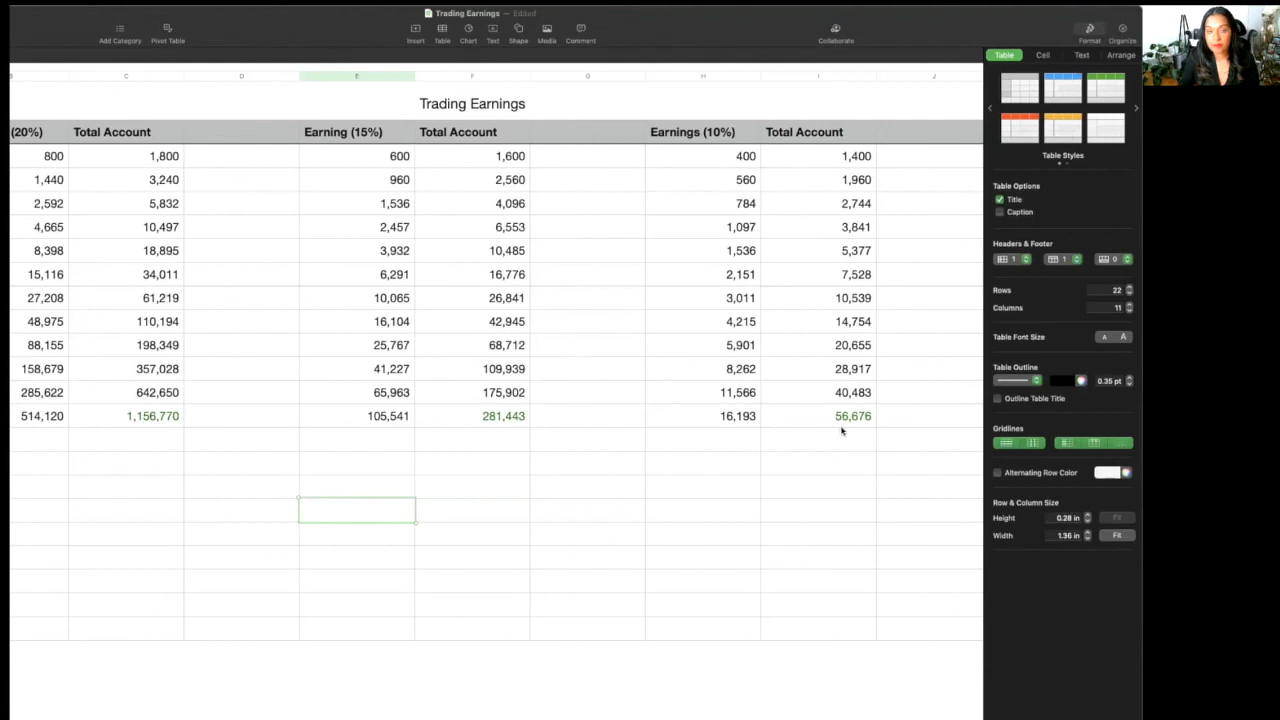 Trading Earnings — Edited
Add Category Pivot Table Insert Table Chart Text Shape Media Comment Collaborate Format Organize
Table Cell Text Arrange
C D E F G H I J
Trading Earnings
(20%) Total Account Earning (15%) Total Account Earnings (10%) Total Account
800 1,800 600 1,600 400 1,400
1,440 3,240 960 2,560 560 1,960
2,592 5,832 1,536 4,096 784 2,744
4,665 10,497 2,457 6,553 1,097 3,841
8,398 18,895 3,932 10,485 1,536 5,377
15,116 34,011 6,291 16,776 2,151 7,528
27,208 61,219 10,065 26,841 3,011 10,539
48,975 110,194 16,104 42,945 4,215 14,754
88,155 198,349 25,767 68,712 5,901 20,655
158,679 357,028 41,227 109,939 8,262 28,917
285,622 642,650 65,963 175,902 11,566 40,483
514,120 1,156,770 105,541 281,443 16,193 56,676
Table Styles
Table Options
Title
Caption
Headers & Footer
1 1 0
Rows 22
Columns 11
Table Font Size A A
Table Outline
0.35 pt
Outline Table Title
Gridlines
Alternating Row Color
Row & Column Size
Height 0.28 in Fit
Width 1.36 in Fit